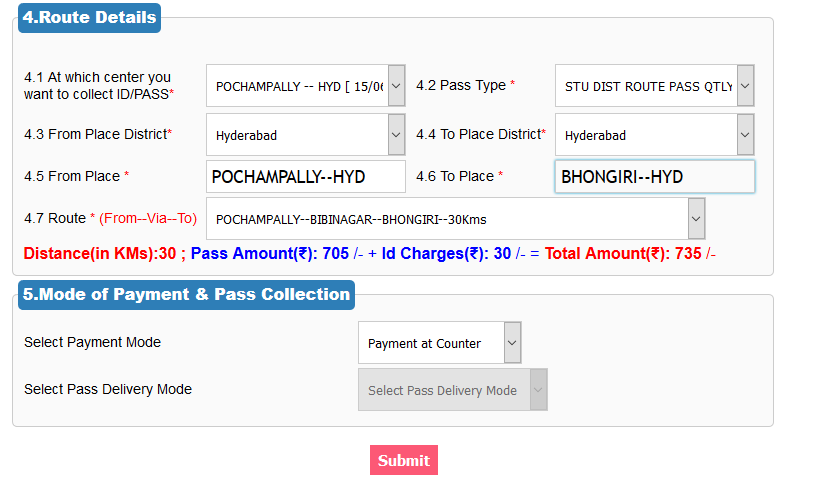 4.Route Details
4.1 At which center you want to collect ID/PASS*
POCHAMPALLY -- HYD [ 15/06
4.2 Pass Type *
STU DIST ROUTE PASS QTLY
4.3 From Place District*
Hyderabad
4.4 To Place District*
Hyderabad
4.5 From Place *
POCHAMPALLY--HYD
4.6 To Place *
BHONGIRI--HYD
4.7 Route * (From--Via--To)
POCHAMPALLY--BIBINAGAR--BHONGIRI--30Kms
Distance(in KMs):30 ; Pass Amount(₹): 705 /- + Id Charges(₹): 30 /- = Total Amount(₹): 735 /-
5.Mode of Payment & Pass Collection
Select Payment Mode
Payment at Counter
Select Pass Delivery Mode
Select Pass Delivery Mode
Submit